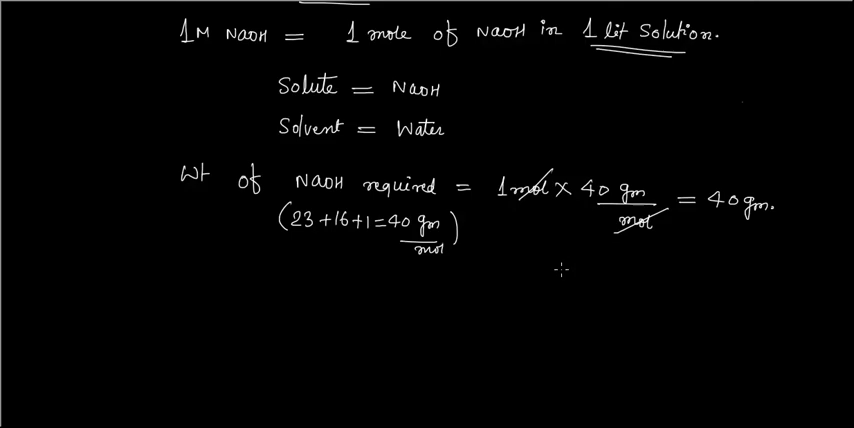 1M NaOH = 1 mole of NaOH in 1 lit Solution.
Solute = NaOH
Solvent = Water
Wt of NaOH required = 1 mol × 40 gm/mol = 40 gm.
(23+16+1=40 gm/mol)